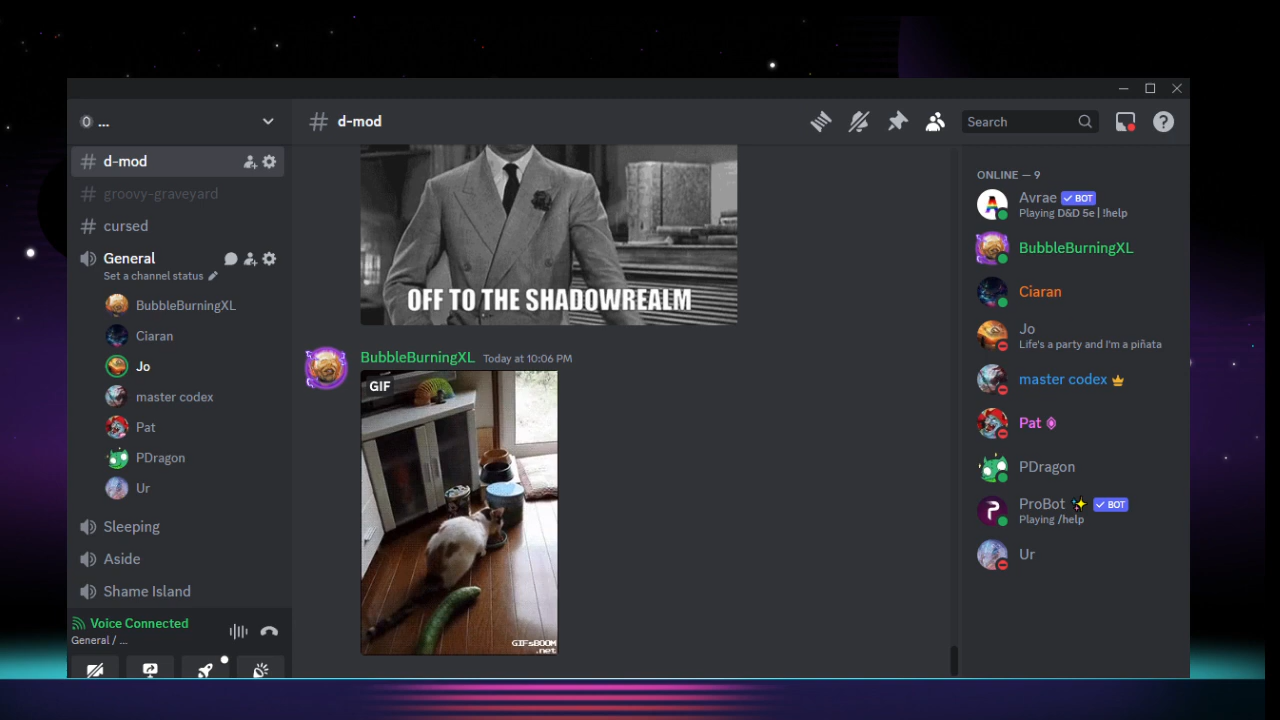 ...
d-mod
Search
d-mod
groovy-graveyard
cursed
General
Set a channel status
BubbleBurningXL
Ciaran
Jo
master codex
Pat
PDragon
Ur
Sleeping
Aside
Shame Island
Voice Connected
General / ...
OFF TO THE SHADOWREALM
BubbleBurningXL Today at 10:06 PM
GIF
GIFsBOOM
.net
ONLINE — 9
Avrae BOT
Playing D&D 5e | !help
BubbleBurningXL
Ciaran
Jo
Life's a party and I'm a piñata
master codex
Pat
PDragon
ProBot BOT
Playing /help
Ur